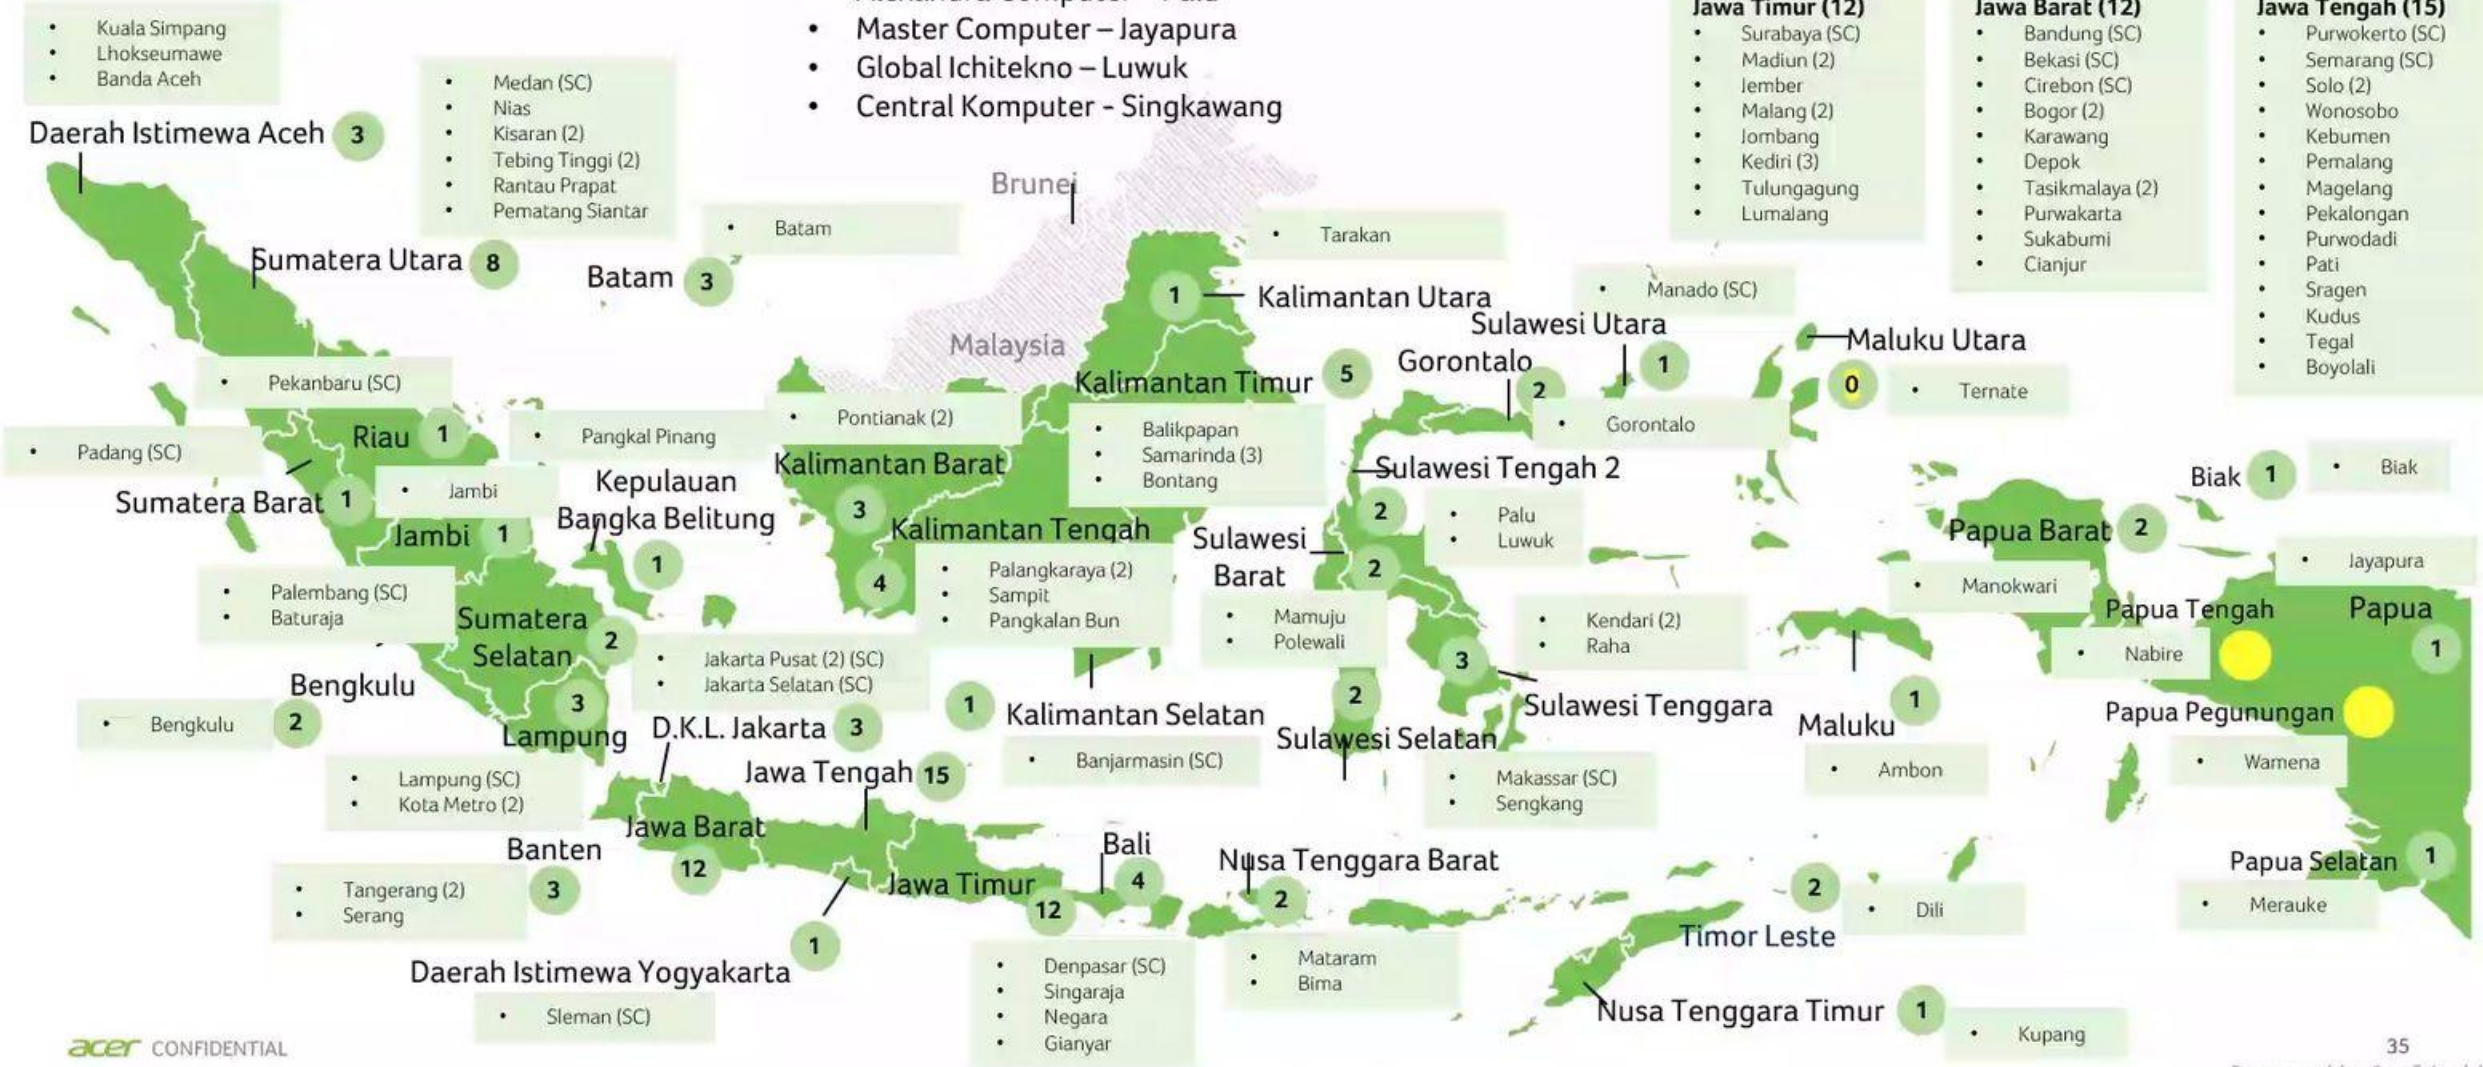 Kuala Simpang
Lhokseumawe
Banda Aceh
Daerah Istimewa Aceh 3
Medan (SC)
Nias
Kisaran (2)
Tebing Tinggi (2)
Rantau Prapat
Pematang Siantar
Sumatera Utara 8
Master Computer – Jayapura
Global Ichitekno – Luwuk
Central Komputer - Singkawang
Jawa Timur (12)
Surabaya (SC)
Madiun (2)
Jember
Malang (2)
Jombang
Kediri (3)
Tulungagung
Lumalang
Jawa Barat (12)
Bandung (SC)
Bekasi (SC)
Cirebon (SC)
Bogor (2)
Karawang
Depok
Tasikmalaya (2)
Purwakarta
Sukabumi
Cianjur
Jawa Tengah (15)
Purwokerto (SC)
Semarang (SC)
Solo (2)
Wonosobo
Kebumen
Pemalang
Magelang
Pekalongan
Purwodadi
Pati
Sragen
Kudus
Tegal
Boyolali
Batam
Batam 3
Brunei
Malaysia
Tarakan
1 Kalimantan Utara
Manado (SC)
Sulawesi Utara
1
Gorontalo
2
Gorontalo
Maluku Utara
0
Ternate
Pekanbaru (SC)
Riau 1
Padang (SC)
Sumatera Barat 1
Jambi
Jambi 1
Pangkal Pinang
Kepulauan
Bangka Belitung
1
Pontianak (2)
Kalimantan Barat
3
Kalimantan Timur 5
Balikpapan
Samarinda (3)
Bontang
Kalimantan Tengah
4
Palangkaraya (2)
Sampit
Pangkalan Bun
Sulawesi Tengah 2
2
Palu
Luwuk
Sulawesi
Barat
2
Mamuju
Polewali
Biak 1
Biak
Papua Barat 2
Manokwari
Jayapura
Papua
1
Papua Tengah
Nabire
Papua Pegunungan
Wamena
Palembang (SC)
Baturaja
Sumatera
Selatan
2
Bengkulu
Bengkulu
2
3
Lampung
Lampung (SC)
Kota Metro (2)
Jakarta Pusat (2) (SC)
Jakarta Selatan (SC)
D.K.L. Jakarta 3
1
Kalimantan Selatan
Banjarmasin (SC)
Kendari (2)
Raha
3
Sulawesi Tenggara
2
Sulawesi Selatan
Makassar (SC)
Sengkang
1
Maluku
Ambon
Jawa Tengah 15
Jawa Barat
12
Banten
3
Tangerang (2)
Serang
Jawa Timur
12
Bali
4
Nusa Tenggara Barat
2
1
Daerah Istimewa Yogyakarta
Sleman (SC)
Denpasar (SC)
Singaraja
Negara
Gianyar
Mataram
Bima
2
Dili
Timor Leste
Nusa Tenggara Timur 1
Kupang
Papua Selatan 1
Merauke
acer CONFIDENTIAL
35